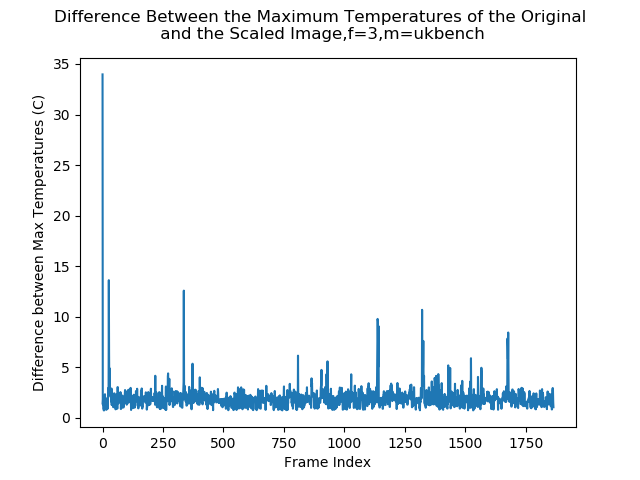 Difference Between the Maximum Temperatures of the Original
and the Scaled Image,f=3,m=ukbench
35
30
25
20
15
10
5
0
Difference between Max Temperatures (C)
0 250 500 750 1000 1250 1500 1750
Frame Index